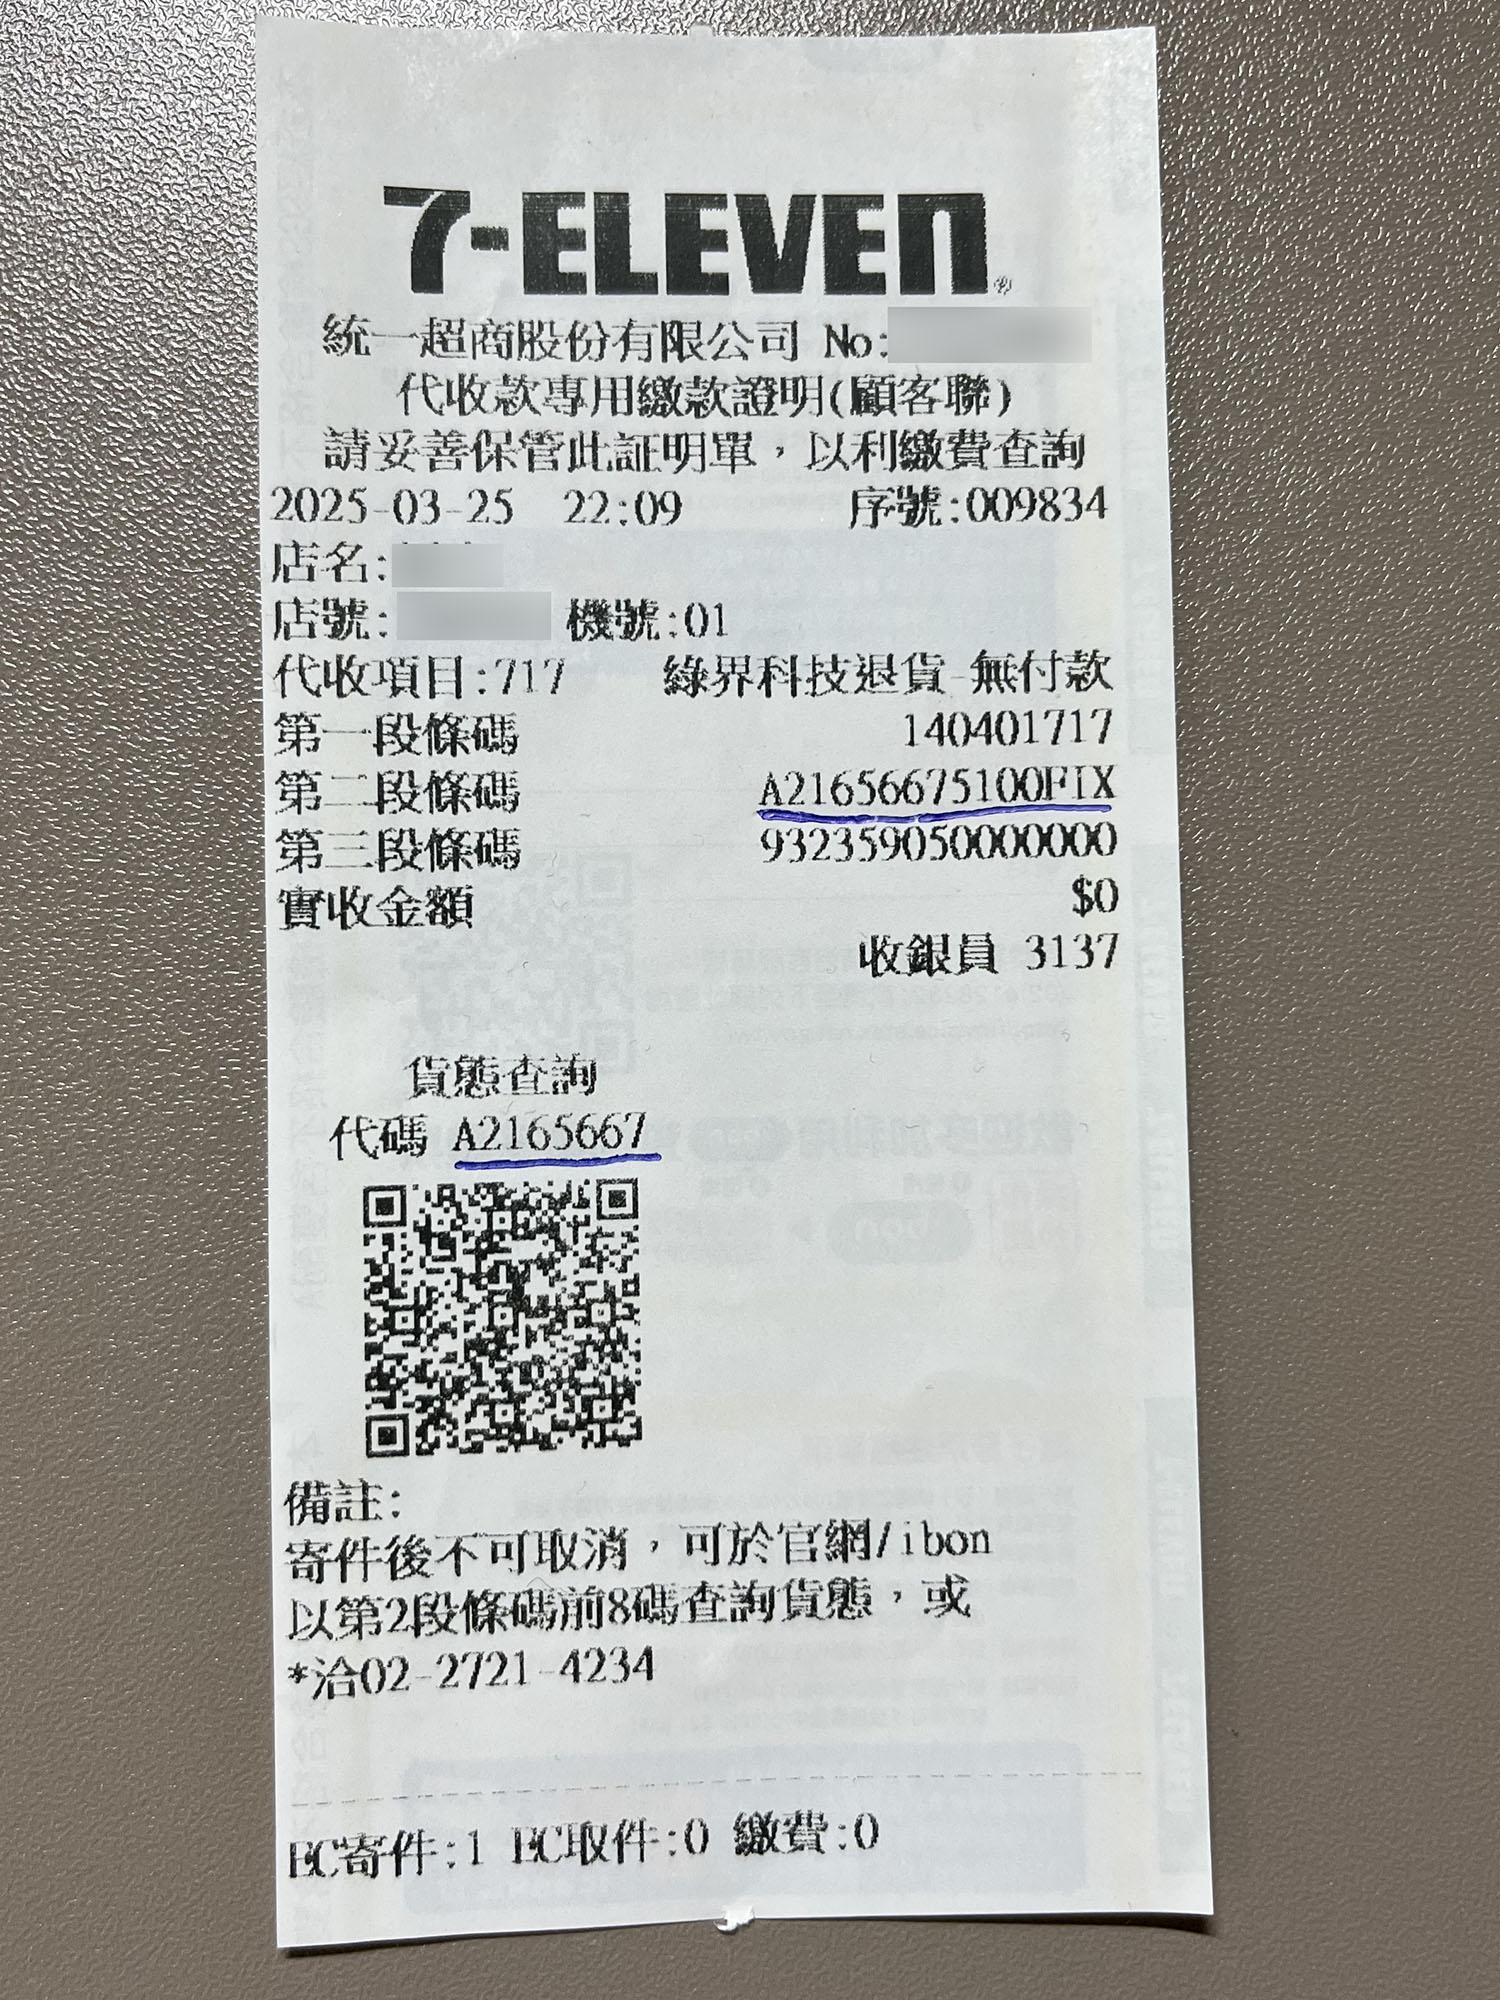 7-ELEVEN
統一超商股份有限公司 No:
代收款專用繳款證明(顧客聯)
請妥善保管此証明單，以利繳費查詢
2025-03-25 22:09 序號:009834
店名:
店號: 機號:01
代收項目:717 綠界科技退貨-無付款
第一段條碼 140401717
第二段條碼 A21656675100FIX
第三段條碼 932359050000000
實收金額 $0
收銀員 3137
貨態查詢
代碼 A2165667
備註:
寄件後不可取消，可於官網/ibon
以第2段條碼前8碼查詢貨態，或
*洽02-2721-4234
EC寄件:1 EC取件:0 繳費:0